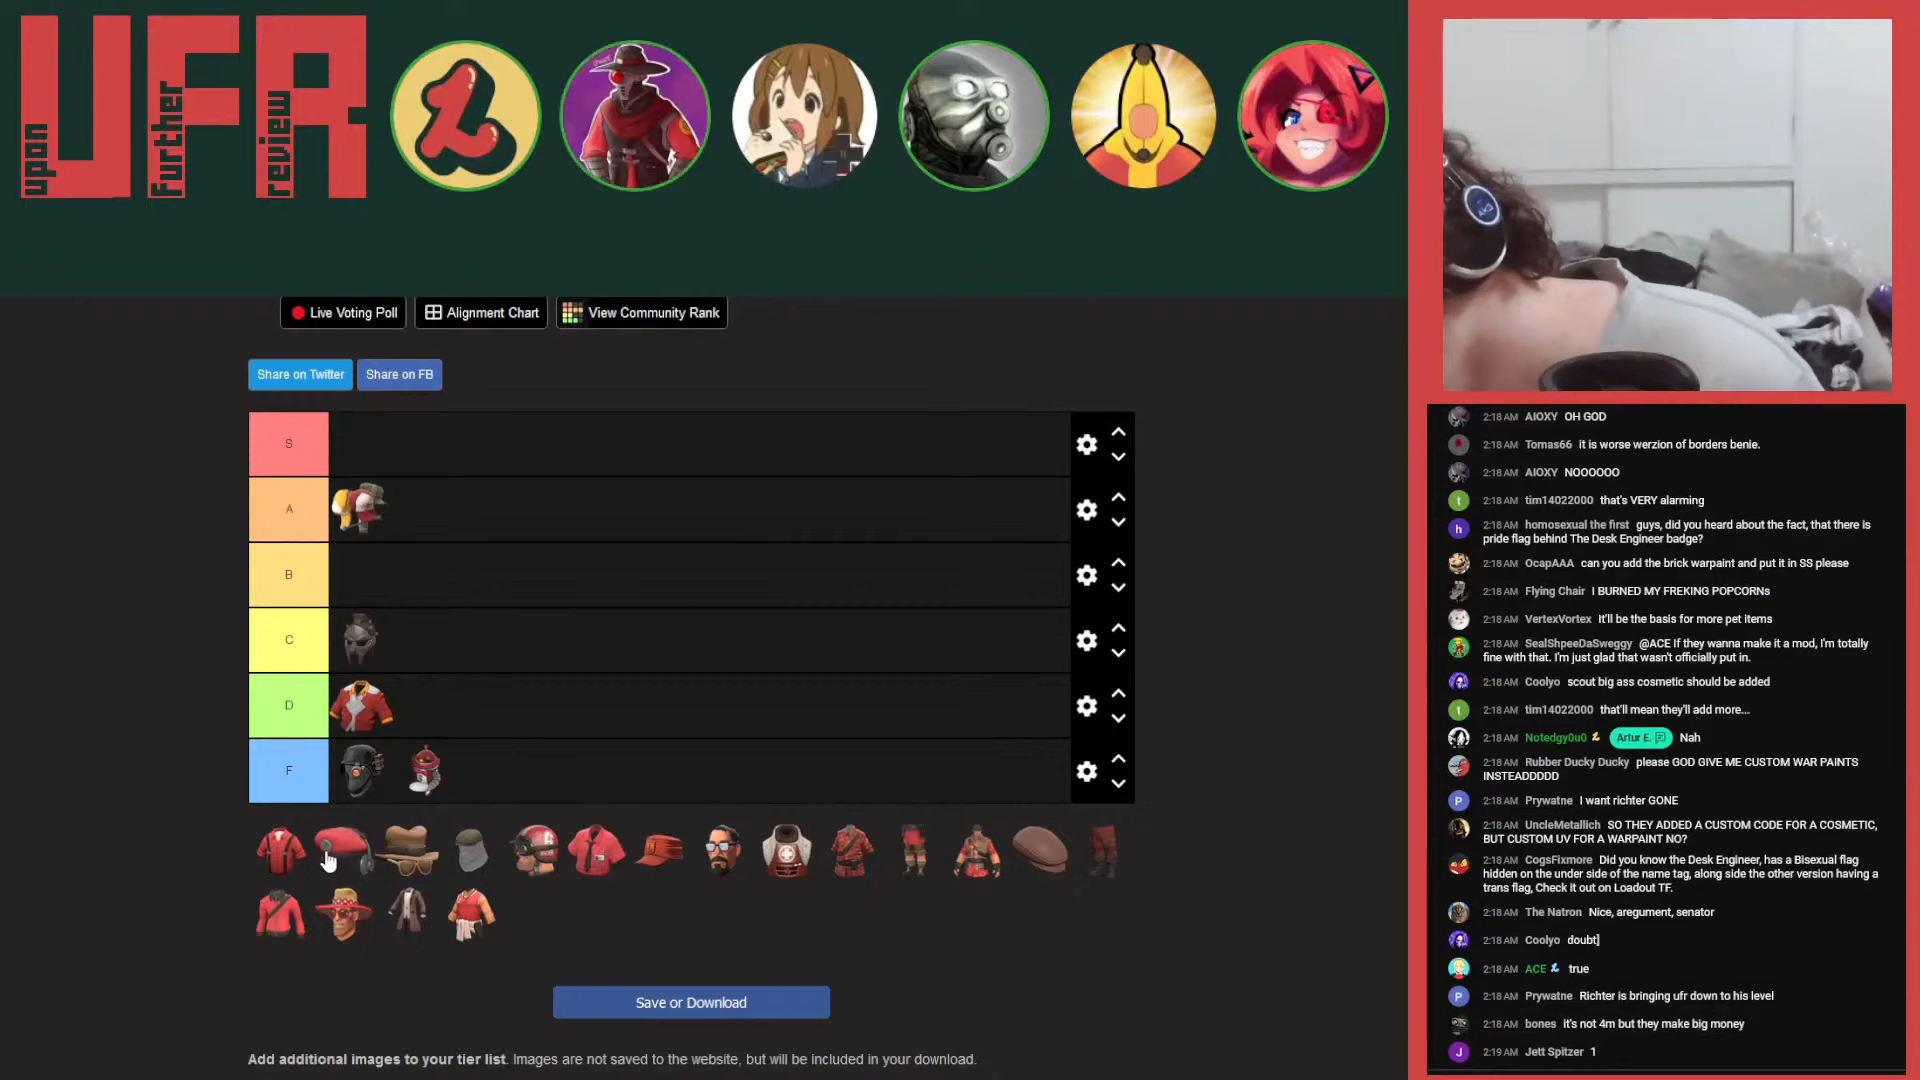 upon
further
review
UFR
Live Voting Poll
Alignment Chart
View Community Rank
Share on Twitter
Share on FB
S
A
B
C
D
F
Save or Download
Add additional images to your tier list. Images are not saved to the website, but will be included in your download.
2:18 AM AIOXY OH GOD
2:18 AM Tomas66 it is worse werzion of borders benie.
2:18 AM AIOXY NOOOOOO
t 2:18 AM tim14022000 that's VERY alarming
h 2:18 AM homosexual the first guys, did you heard about the fact, that there is
pride flag behind The Desk Engineer badge?
2:18 AM OcapAAA can you add the brick warpaint and put it in SS please
2:18 AM Flying Chair I BURNED MY FREKING POPCORNs
2:18 AM VertexVortex It'll be the basis for more pet items
2:18 AM SealShpeeDaSweggy @ACE If they wanna make it a mod, I'm totally
fine with that. I'm just glad that wasn't officially put in.
2:18 AM Coolyo scout big ass cosmetic should be added
t 2:18 AM tim14022000 that'll mean they'll add more...
2:18 AM Notedgy0u0 Artur E. Nah
2:18 AM Rubber Ducky Ducky please GOD GIVE ME CUSTOM WAR PAINTS
INSTEADDDDD
P 2:18 AM Prywatne I want richter GONE
2:18 AM UncleMetallich SO THEY ADDED A CUSTOM CODE FOR A COSMETIC,
BUT CUSTOM UV FOR A WARPAINT NO?
2:18 AM CogsFixmore Did you know the Desk Engineer, has a Bisexual flag
hidden on the under side of the name tag, along side the other version having a
trans flag, Check it out on Loadout TF.
2:18 AM The Natron Nice, aregument, senator
2:18 AM Coolyo doubt]
2:18 AM ACE true
P 2:18 AM Prywatne Richter is bringing ufr down to his level
2:18 AM bones it's not 4m but they make big money
J 2:19 AM Jett Spitzer 1